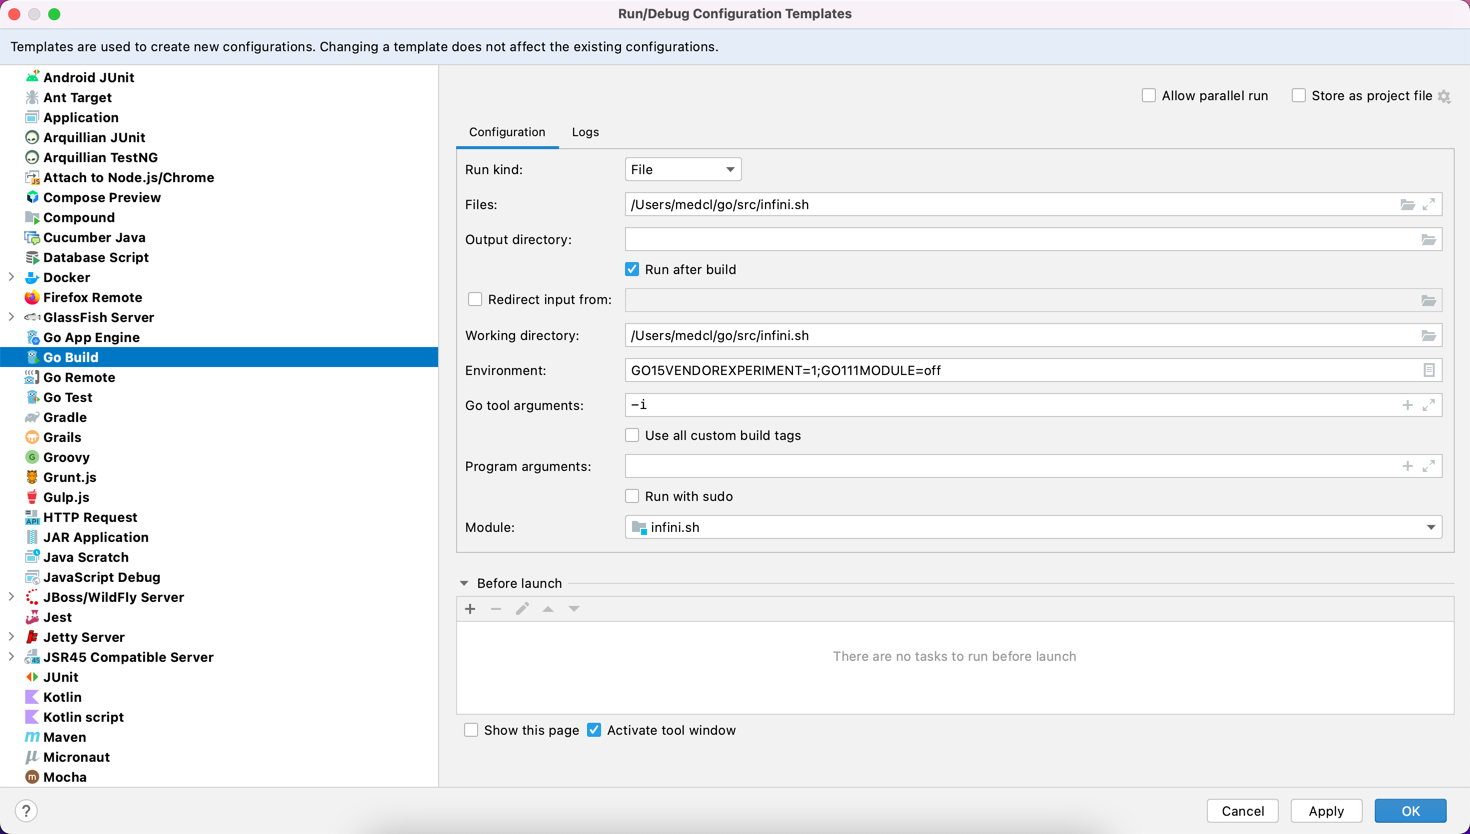 Run/Debug Configuration Templates
Templates are used to create new configurations. Changing a template does not affect the existing configurations.
Android JUnit
Ant Target
Application
Arquillian JUnit
Arquillian TestNG
Attach to Node.js/Chrome
Compose Preview
Compound
Cucumber Java
Database Script
Docker
Firefox Remote
GlassFish Server
Go App Engine
Go Build
Go Remote
Go Test
Gradle
Grails
Groovy
Grunt.js
Gulp.js
HTTP Request
JAR Application
Java Scratch
JavaScript Debug
JBoss/WildFly Server
Jest
Jetty Server
JSR45 Compatible Server
JUnit
Kotlin
Kotlin script
Maven
Micronaut
Mocha
Allow parallel run Store as project file
Configuration Logs
Run kind: File
Files: /Users/medcl/go/src/infini.sh
Output directory:
Run after build
Redirect input from:
Working directory: /Users/medcl/go/src/infini.sh
Environment: GO15VENDOREXPERIMENT=1;GO111MODULE=off
Go tool arguments: -i
Use all custom build tags
Program arguments:
Run with sudo
Module: infini.sh
Before launch
There are no tasks to run before launch
Show this page Activate tool window
? Cancel Apply OK